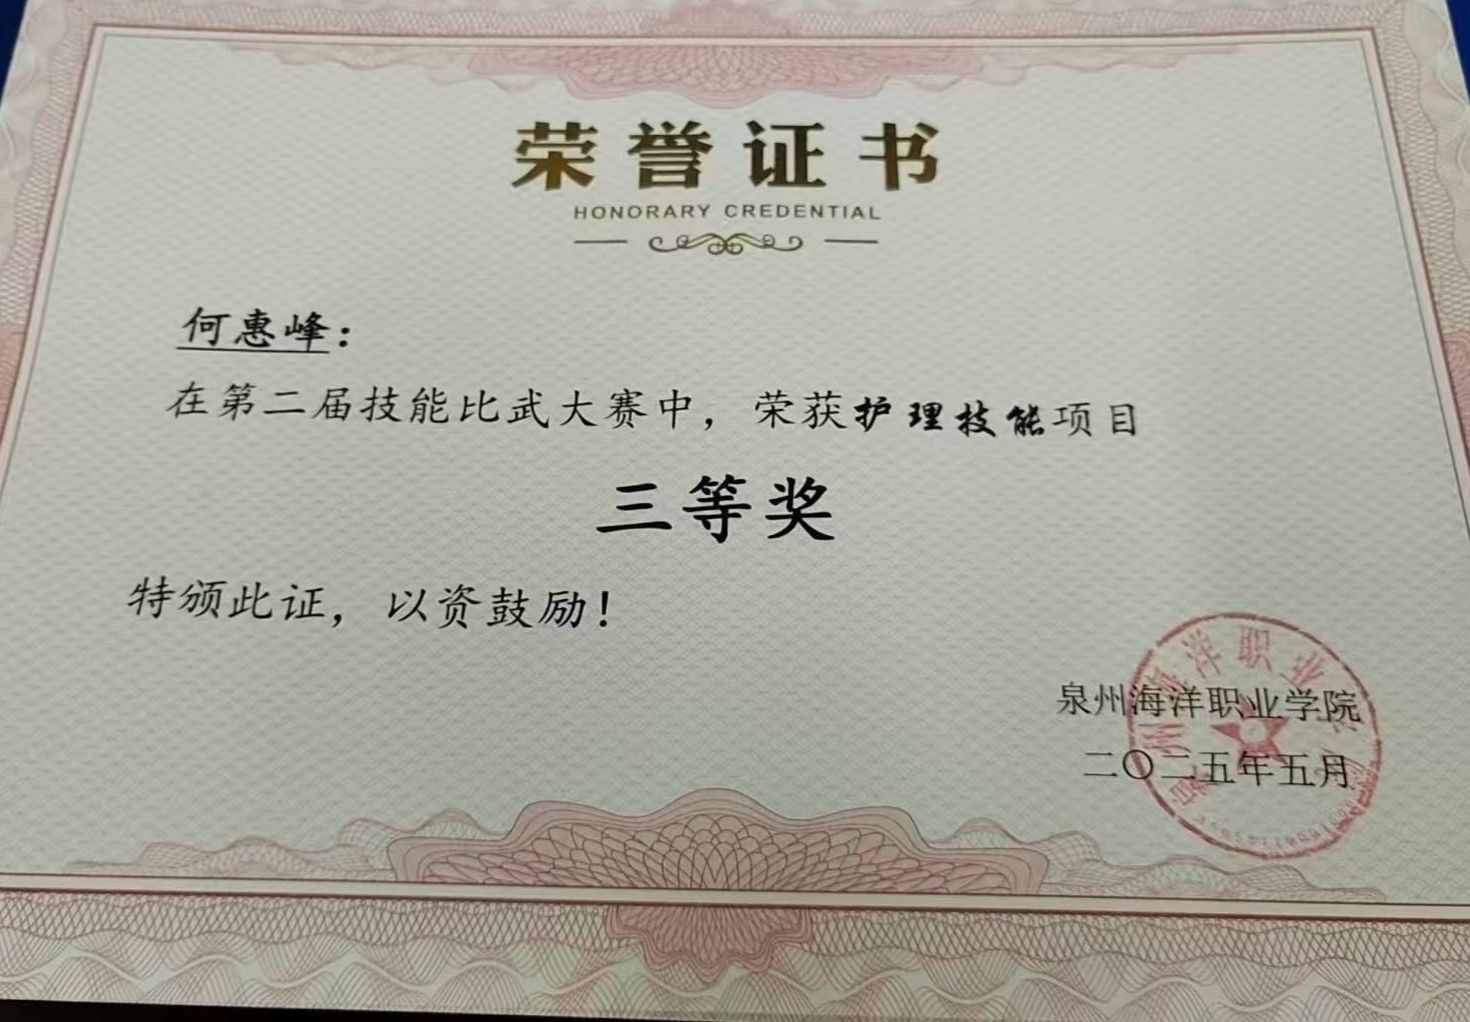 荣誉证书
HONORARY CREDENTIAL
何惠峰：
在第二届技能比武大赛中，荣获护理技能项目
三等奖
特颁此证，以资鼓励！
泉州海洋职业学院
二〇二五年五月